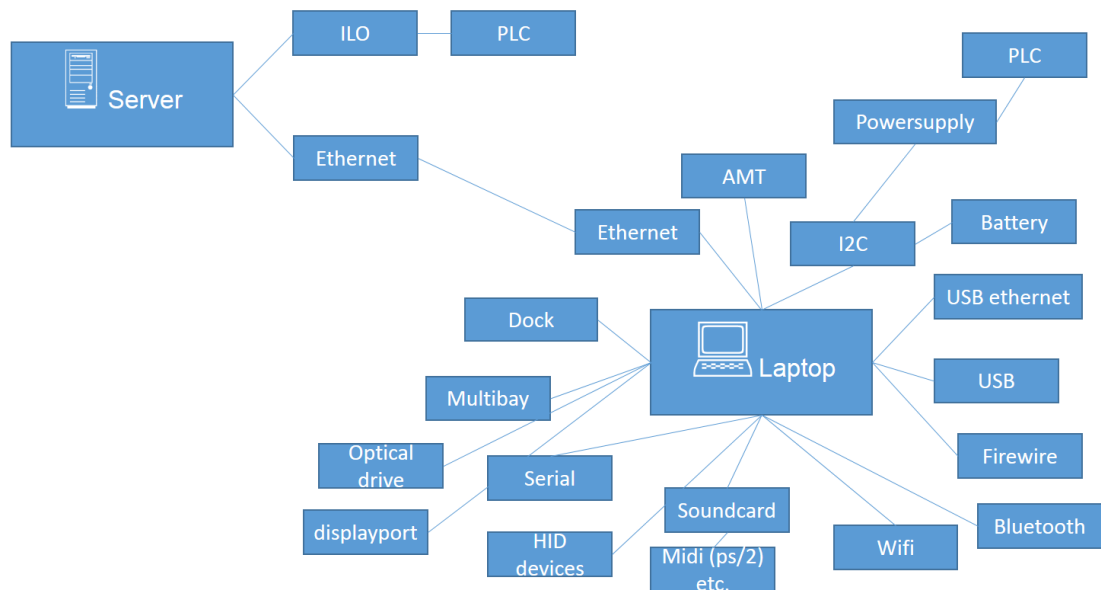 ILO
PLC
Server
Ethernet
PLC
Powersupply
AMT
Ethernet
I2C
Battery
USB ethernet
Dock
Laptop
USB
Multibay
Optical
drive
Serial
Firewire
displayport
Soundcard
HID
devices
Midi (ps/2)
etc.
Wifi
Bluetooth